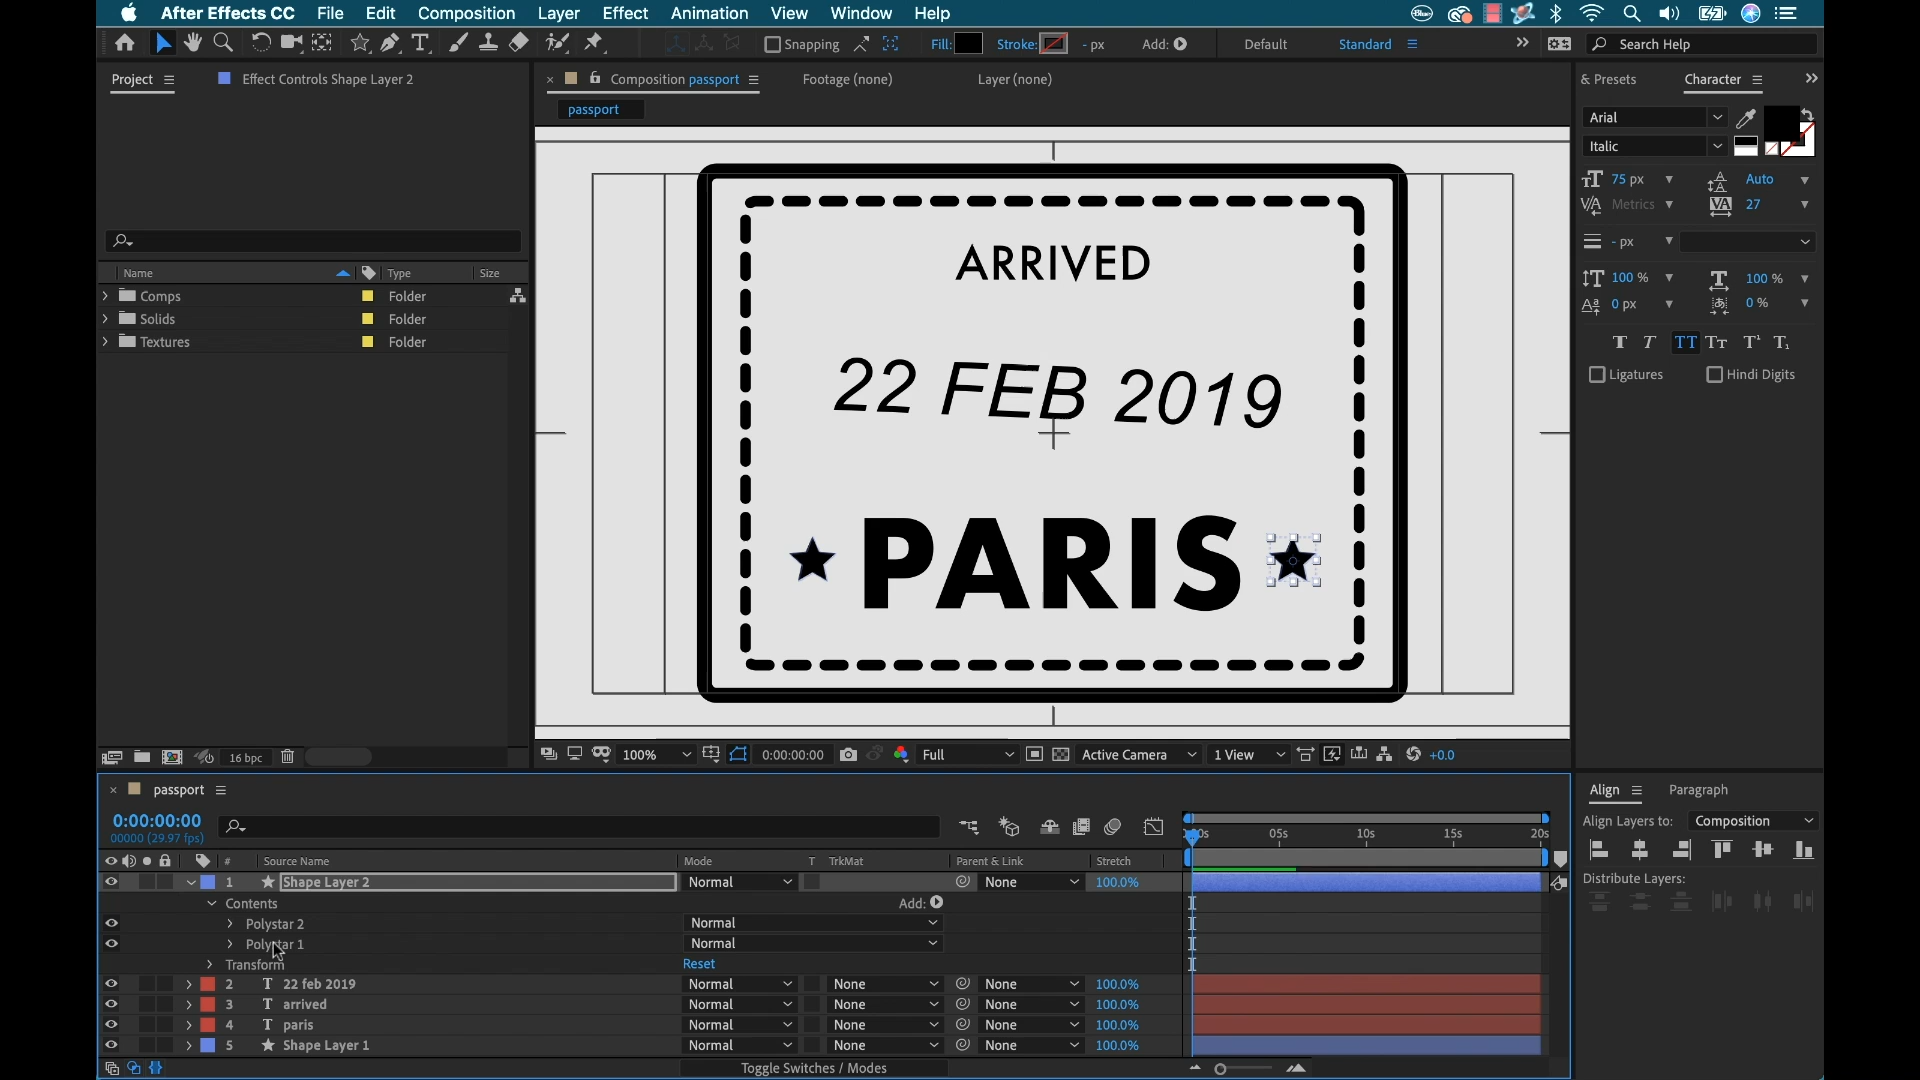 After Effects CC File Edit Composition Layer Effect Animation View Window Help
Snapping Fill: Stroke: - px Add: Default Standard Search Help
Project Effect Controls Shape Layer 2 Composition passport Footage (none) Layer (none) & Presets Character
passport
Arial
Italic
75 px Auto
Metrics 27
- px
100 % 100 %
0 px 0 %
Ligatures Hindi Digits
Name Type Size
Comps Folder
Solids Folder
Textures Folder
ARRIVED
22 FEB 2019
PARIS
16 bpc 100% 0:00:00:00 Full Active Camera 1 View +0.0
passport
0:00:00:00
00000 (29.97 fps)
05s 10s 15s 20s
# Source Name Mode T TrkMat Parent & Link Stretch
1 Shape Layer 2 Normal None 100.0%
Contents Add:
Polystar 2 Normal
Polystar 1 Normal
Transform Reset
2 22 feb 2019 Normal None None 100.0%
3 arrived Normal None None 100.0%
4 paris Normal None None 100.0%
5 Shape Layer 1 Normal None None 100.0%
Toggle Switches / Modes
Align Paragraph
Align Layers to: Composition
Distribute Layers: